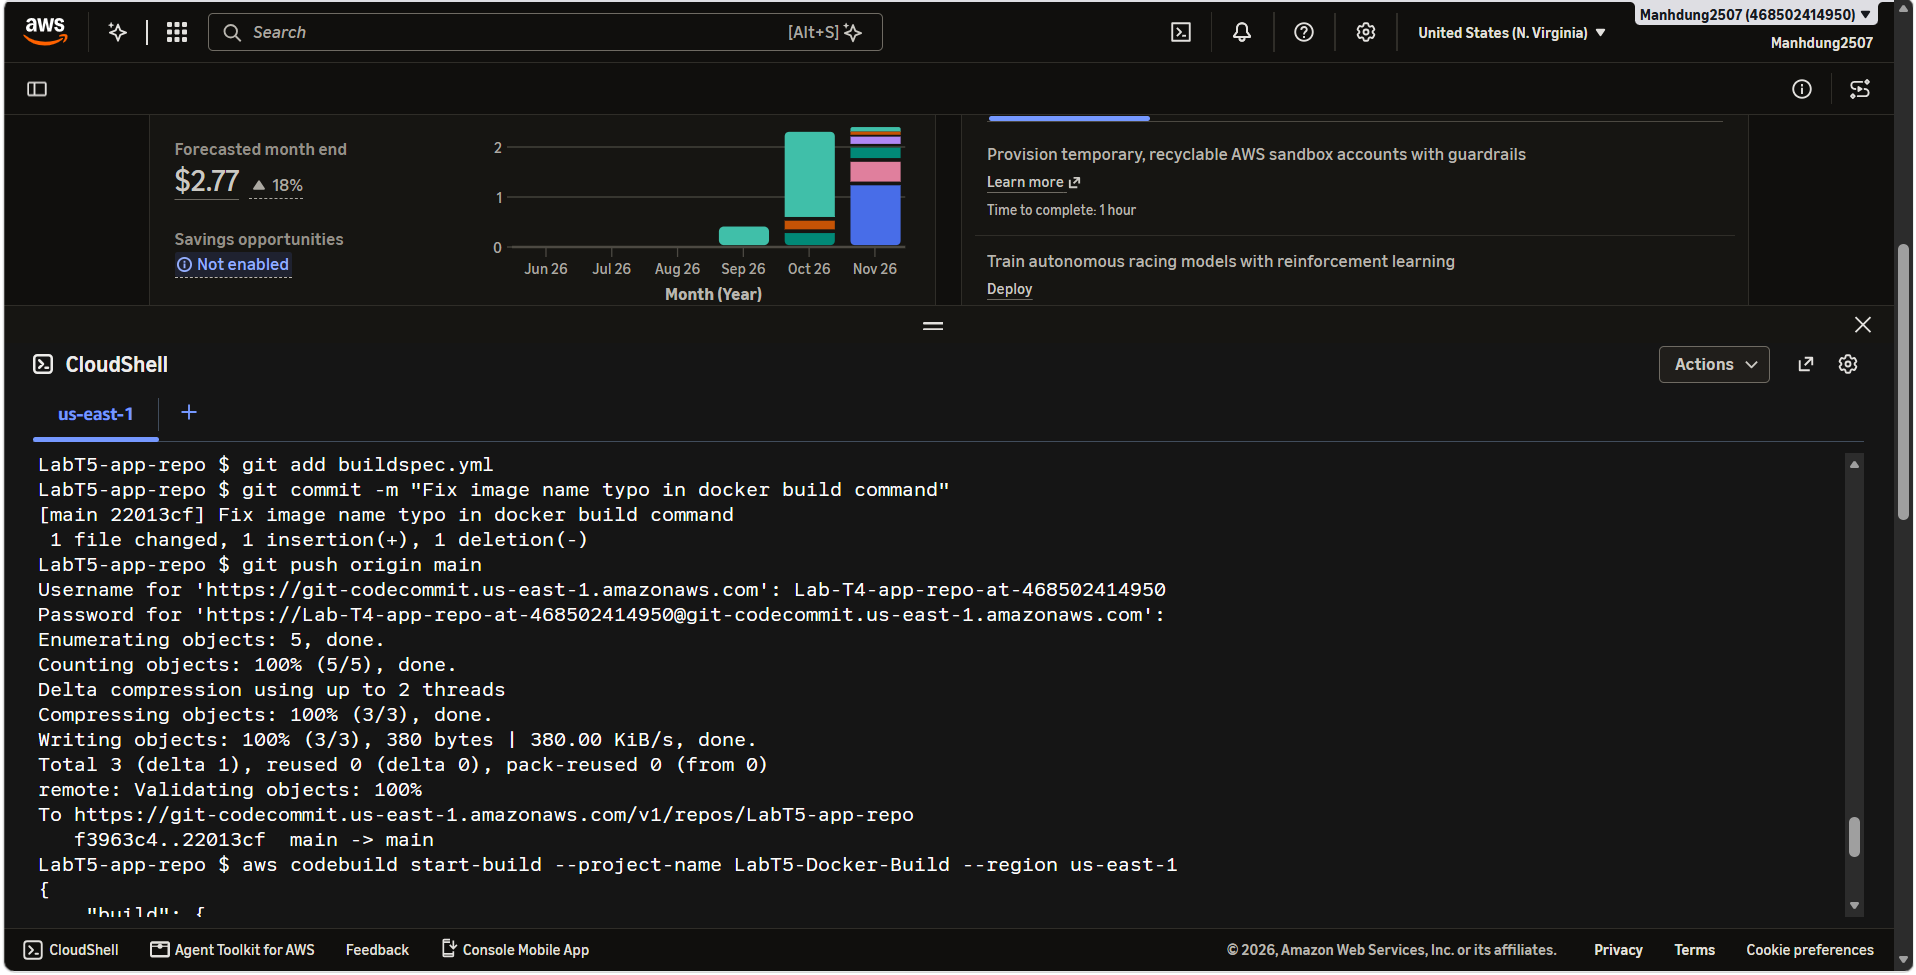 aws
Search
[Alt+S]
United States (N. Virginia) ▼
Manhdung2507 (468502414950) ▼
Manhdung2507
Forecasted month end
$2.77 ▲ 18%
Savings opportunities
Not enabled
2
1
0
Jun 26 Jul 26 Aug 26 Sep 26 Oct 26 Nov 26
Month (Year)
Provision temporary, recyclable AWS sandbox accounts with guardrails
Learn more
Time to complete: 1 hour
Train autonomous racing models with reinforcement learning
Deploy
CloudShell
Actions
us-east-1 +
LabT5-app-repo $ git add buildspec.yml
LabT5-app-repo $ git commit -m "Fix image name typo in docker build command"
[main 22013cf] Fix image name typo in docker build command
 1 file changed, 1 insertion(+), 1 deletion(-)
LabT5-app-repo $ git push origin main
Username for 'https://git-codecommit.us-east-1.amazonaws.com': Lab-T4-app-repo-at-468502414950
Password for 'https://Lab-T4-app-repo-at-468502414950@git-codecommit.us-east-1.amazonaws.com':
Enumerating objects: 5, done.
Counting objects: 100% (5/5), done.
Delta compression using up to 2 threads
Compressing objects: 100% (3/3), done.
Writing objects: 100% (3/3), 380 bytes | 380.00 KiB/s, done.
Total 3 (delta 1), reused 0 (delta 0), pack-reused 0 (from 0)
remote: Validating objects: 100%
To https://git-codecommit.us-east-1.amazonaws.com/v1/repos/LabT5-app-repo
   f3963c4..22013cf  main -> main
LabT5-app-repo $ aws codebuild start-build --project-name LabT5-Docker-Build --region us-east-1
{
    "build": {
CloudShell Agent Toolkit for AWS Feedback Console Mobile App © 2026, Amazon Web Services, Inc. or its affiliates. Privacy Terms Cookie preferences